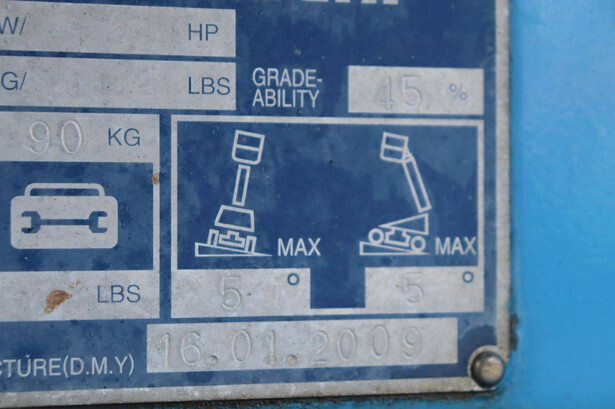 W/ HP
G/ LBS
GRADE-
ABILITY 45 %
90 KG
MAX MAX
LBS 5 ° 5 °
CTURE(D.M.Y) 16.01.2009